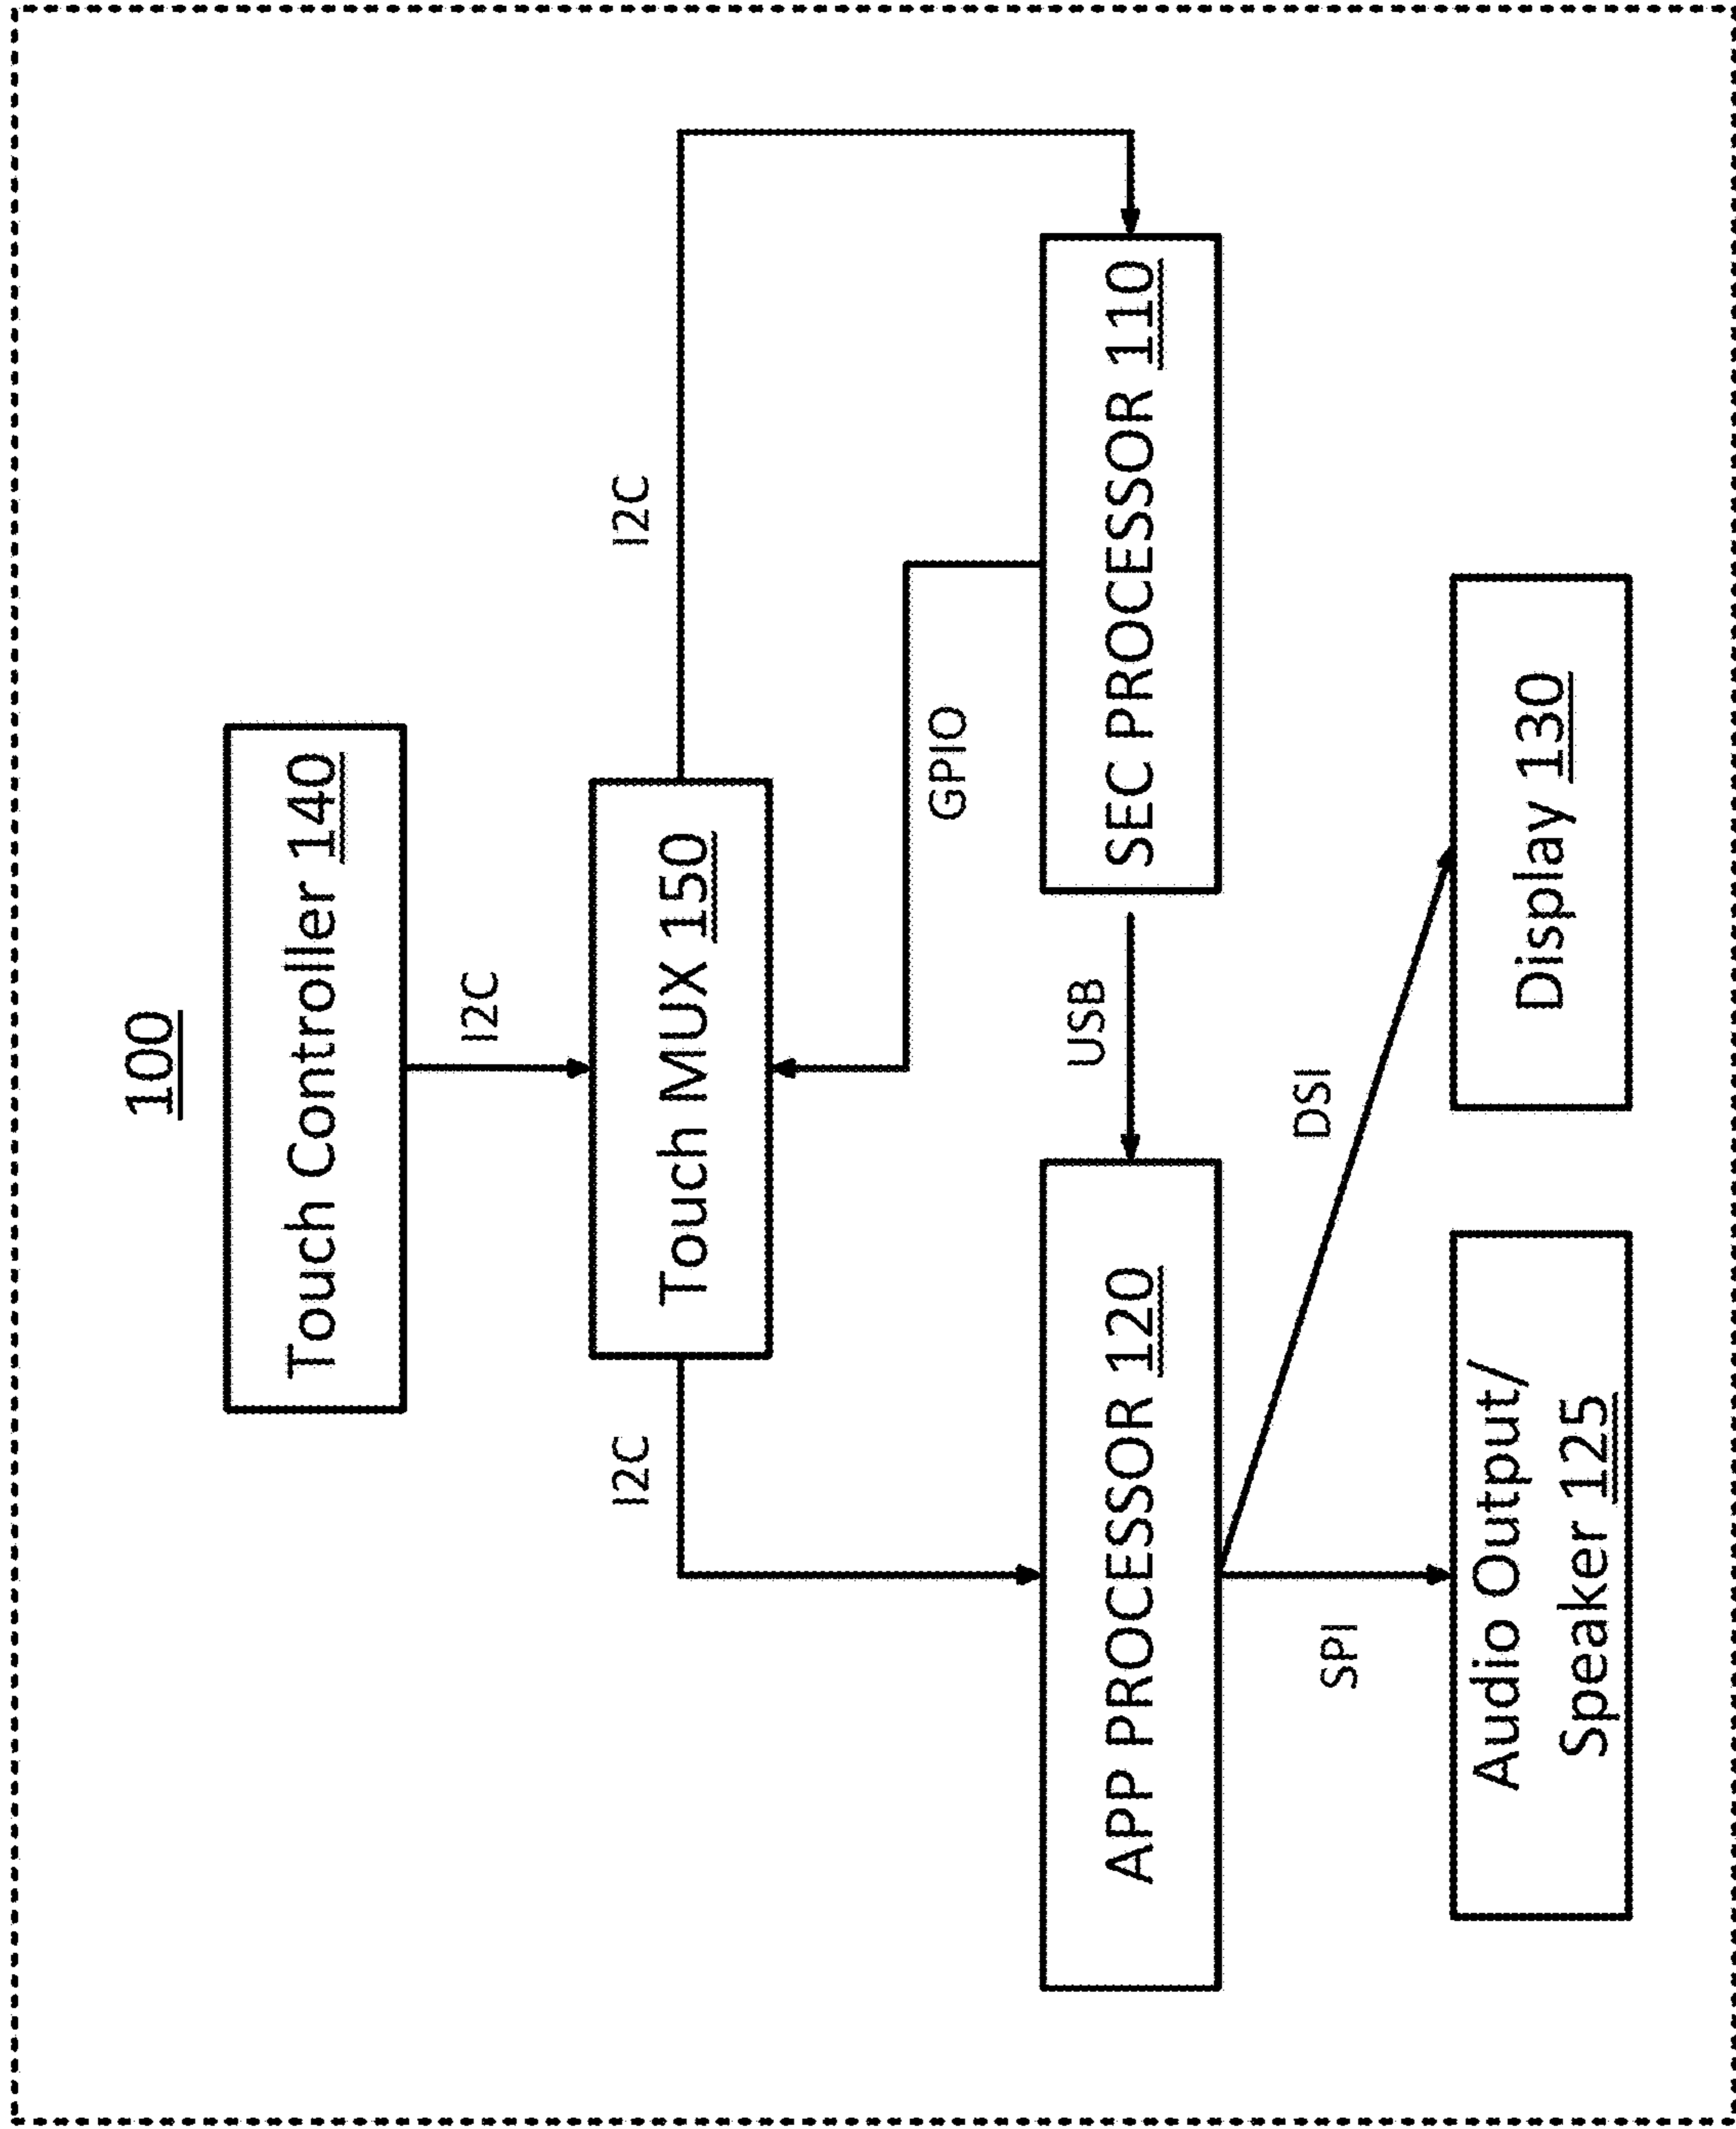 100
Touch Controller 140
I2C
Touch MUX 150
I2C
I2C
GPIO
APP PROCESSOR 120
USB
SEC PROCESSOR 110
SPI
DSI
Audio Output/
Speaker 125
Display 130